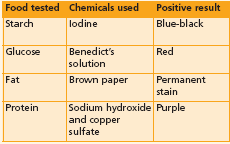 Food tested Chemicals used Positive result
Starch Iodine Blue-black
Glucose Benedict's Red
solution
Fat Brown paper Permanent
stain
Protein Sodium hydroxide Purple
and copper
sulfate